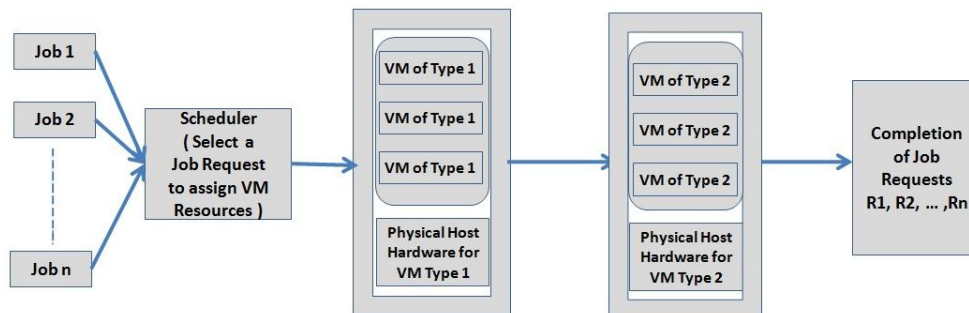 Job 1
Job 2
Job n
Scheduler
( Select a
Job Request
to assign VM
Resources )
VM of Type 1
VM of Type 1
VM of Type 1
Physical Host
Hardware for
VM Type 1
VM of Type 2
VM of Type 2
VM of Type 2
Physical Host
Hardware for
VM Type 2
Completion
of Job
Requests
R1, R2, ... ,Rn